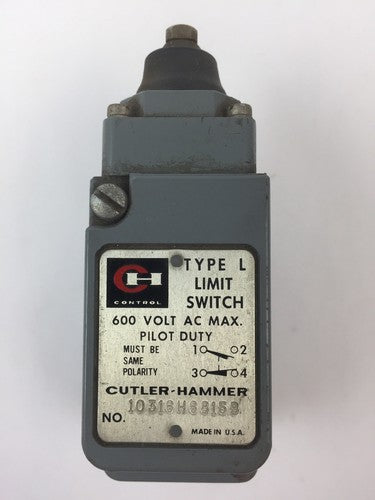 CH
CONTROL
TYPE L
LIMIT
SWITCH
600 VOLT AC MAX.
PILOT DUTY
MUST BE 1 2
SAME
POLARITY 3 4
CUTLER-HAMMER
NO.
MADE IN U.S.A.